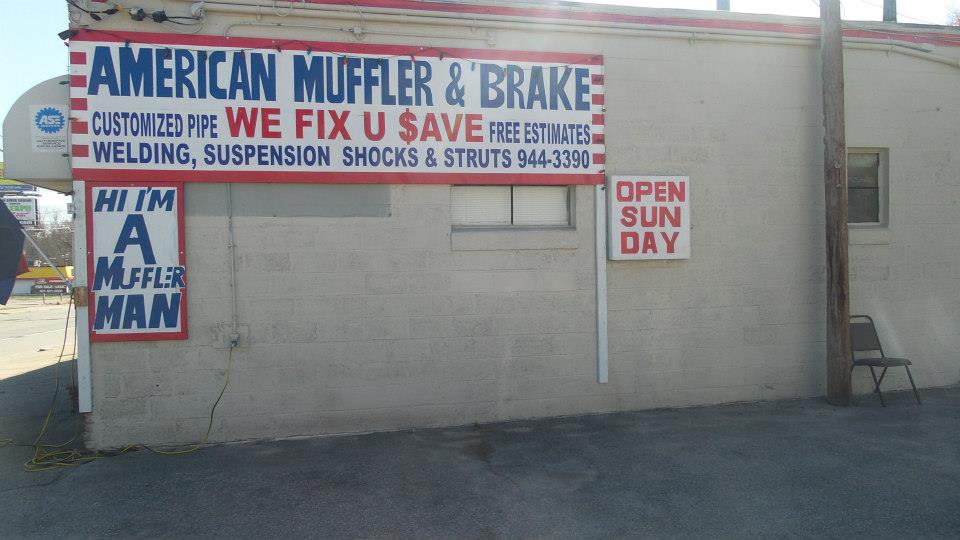 AMERICAN MUFFLER & BRAKE
CUSTOMIZED PIPE WE FIX U $AVE FREE ESTIMATES
WELDING, SUSPENSION SHOCKS & STRUTS 944-3390
ASE
HI I'M
A
MUFFLER
MAN
OPEN
SUN
DAY